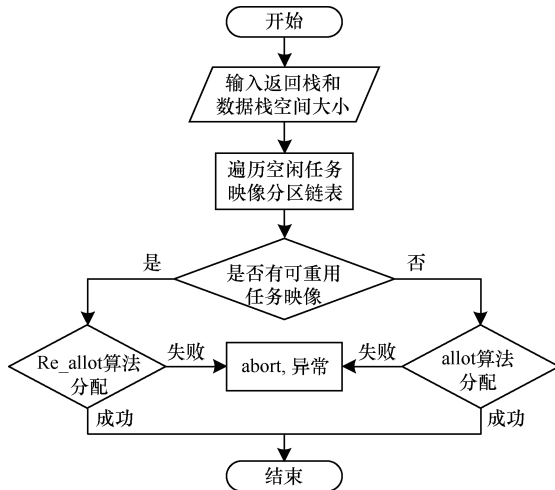 开始
输入返回栈和
数据栈空间大小
遍历空闲任务
映像分区链表
是
是否有可重用
任务映像
否
Re_allot算法
分配
失败
abort, 异常
失败
allot算法
分配
成功
成功
结束